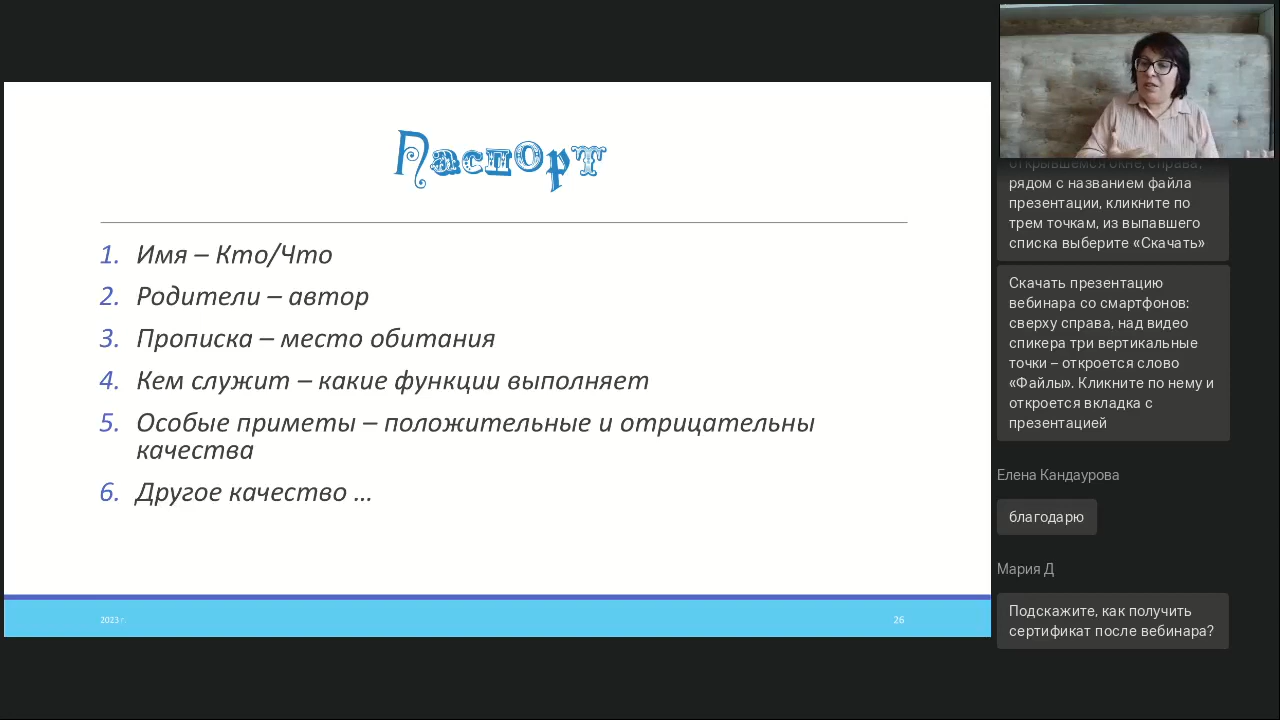 Паспорт
1. Имя – Кто/Что
2. Родители – автор
3. Прописка – место обитания
4. Кем служит – какие функции выполняет
5. Особые приметы – положительные и отрицательны
качества
6. Другое качество ...
2023 г.
26
открывшемся окне, справа,
рядом с названием файла
презентации, кликните по
трем точкам, из выпавшего
списка выберите «Скачать»
Скачать презентацию
вебинара со смартфонов:
сверху справа, над видео
спикера три вертикальные
точки – откроется слово
«Файлы». Кликните по нему и
откроется вкладка с
презентацией
Елена Кандаурова
благодарю
Мария Д
Подскажите, как получить
сертификат после вебинара?